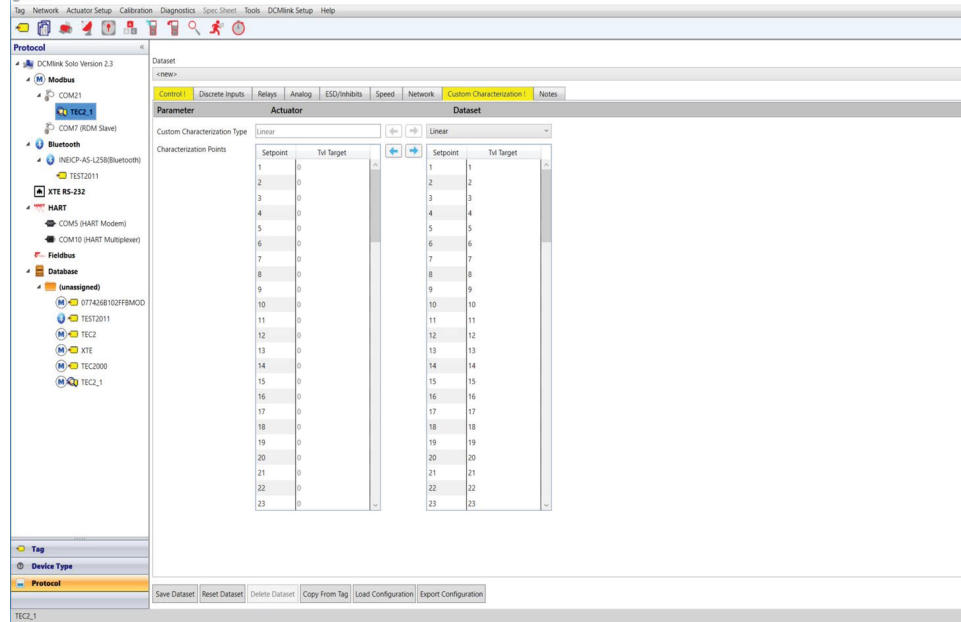 Tag Network Actuator Setup Calibration Diagnostics Spec Sheet Tools DCMlink Setup Help
Protocol «
DCMlink Solo Version 2.3
Modbus
COM21
TEC2_1
COM7 (RDM Slave)
Bluetooth
INEICP-AS-L258(Bluetooth)
TEST2011
XTE RS-232
HART
COM5 (HART Modem)
COM10 (HART Multiplexer)
Fieldbus
Database
(unassigned)
077426B102FFBMOD
TEST2011
TEC2
XTE
TEC2000
TEC2_1
Tag
Device Type
Protocol
Dataset
<new>
Control ! Discrete Inputs Relays Analog ESD/Inhibits Speed Network Custom Characterization ! Notes
Parameter Actuator Dataset
Custom Characterization Type Linear Linear
Characterization Points
Setpoint Tvl Target Setpoint Tvl Target
1 0 1 1
2 0 2 2
3 0 3 3
4 0 4 4
5 0 5 5
6 0 6 6
7 0 7 7
8 0 8 8
9 0 9 9
10 0 10 10
11 0 11 11
12 0 12 12
13 0 13 13
14 0 14 14
15 0 15 15
16 0 16 16
17 0 17 17
18 0 18 18
19 0 19 19
20 0 20 20
21 0 21 21
22 0 22 22
23 0 23 23
Save Dataset Reset Dataset Delete Dataset Copy From Tag Load Configuration Export Configuration
TEC2_1